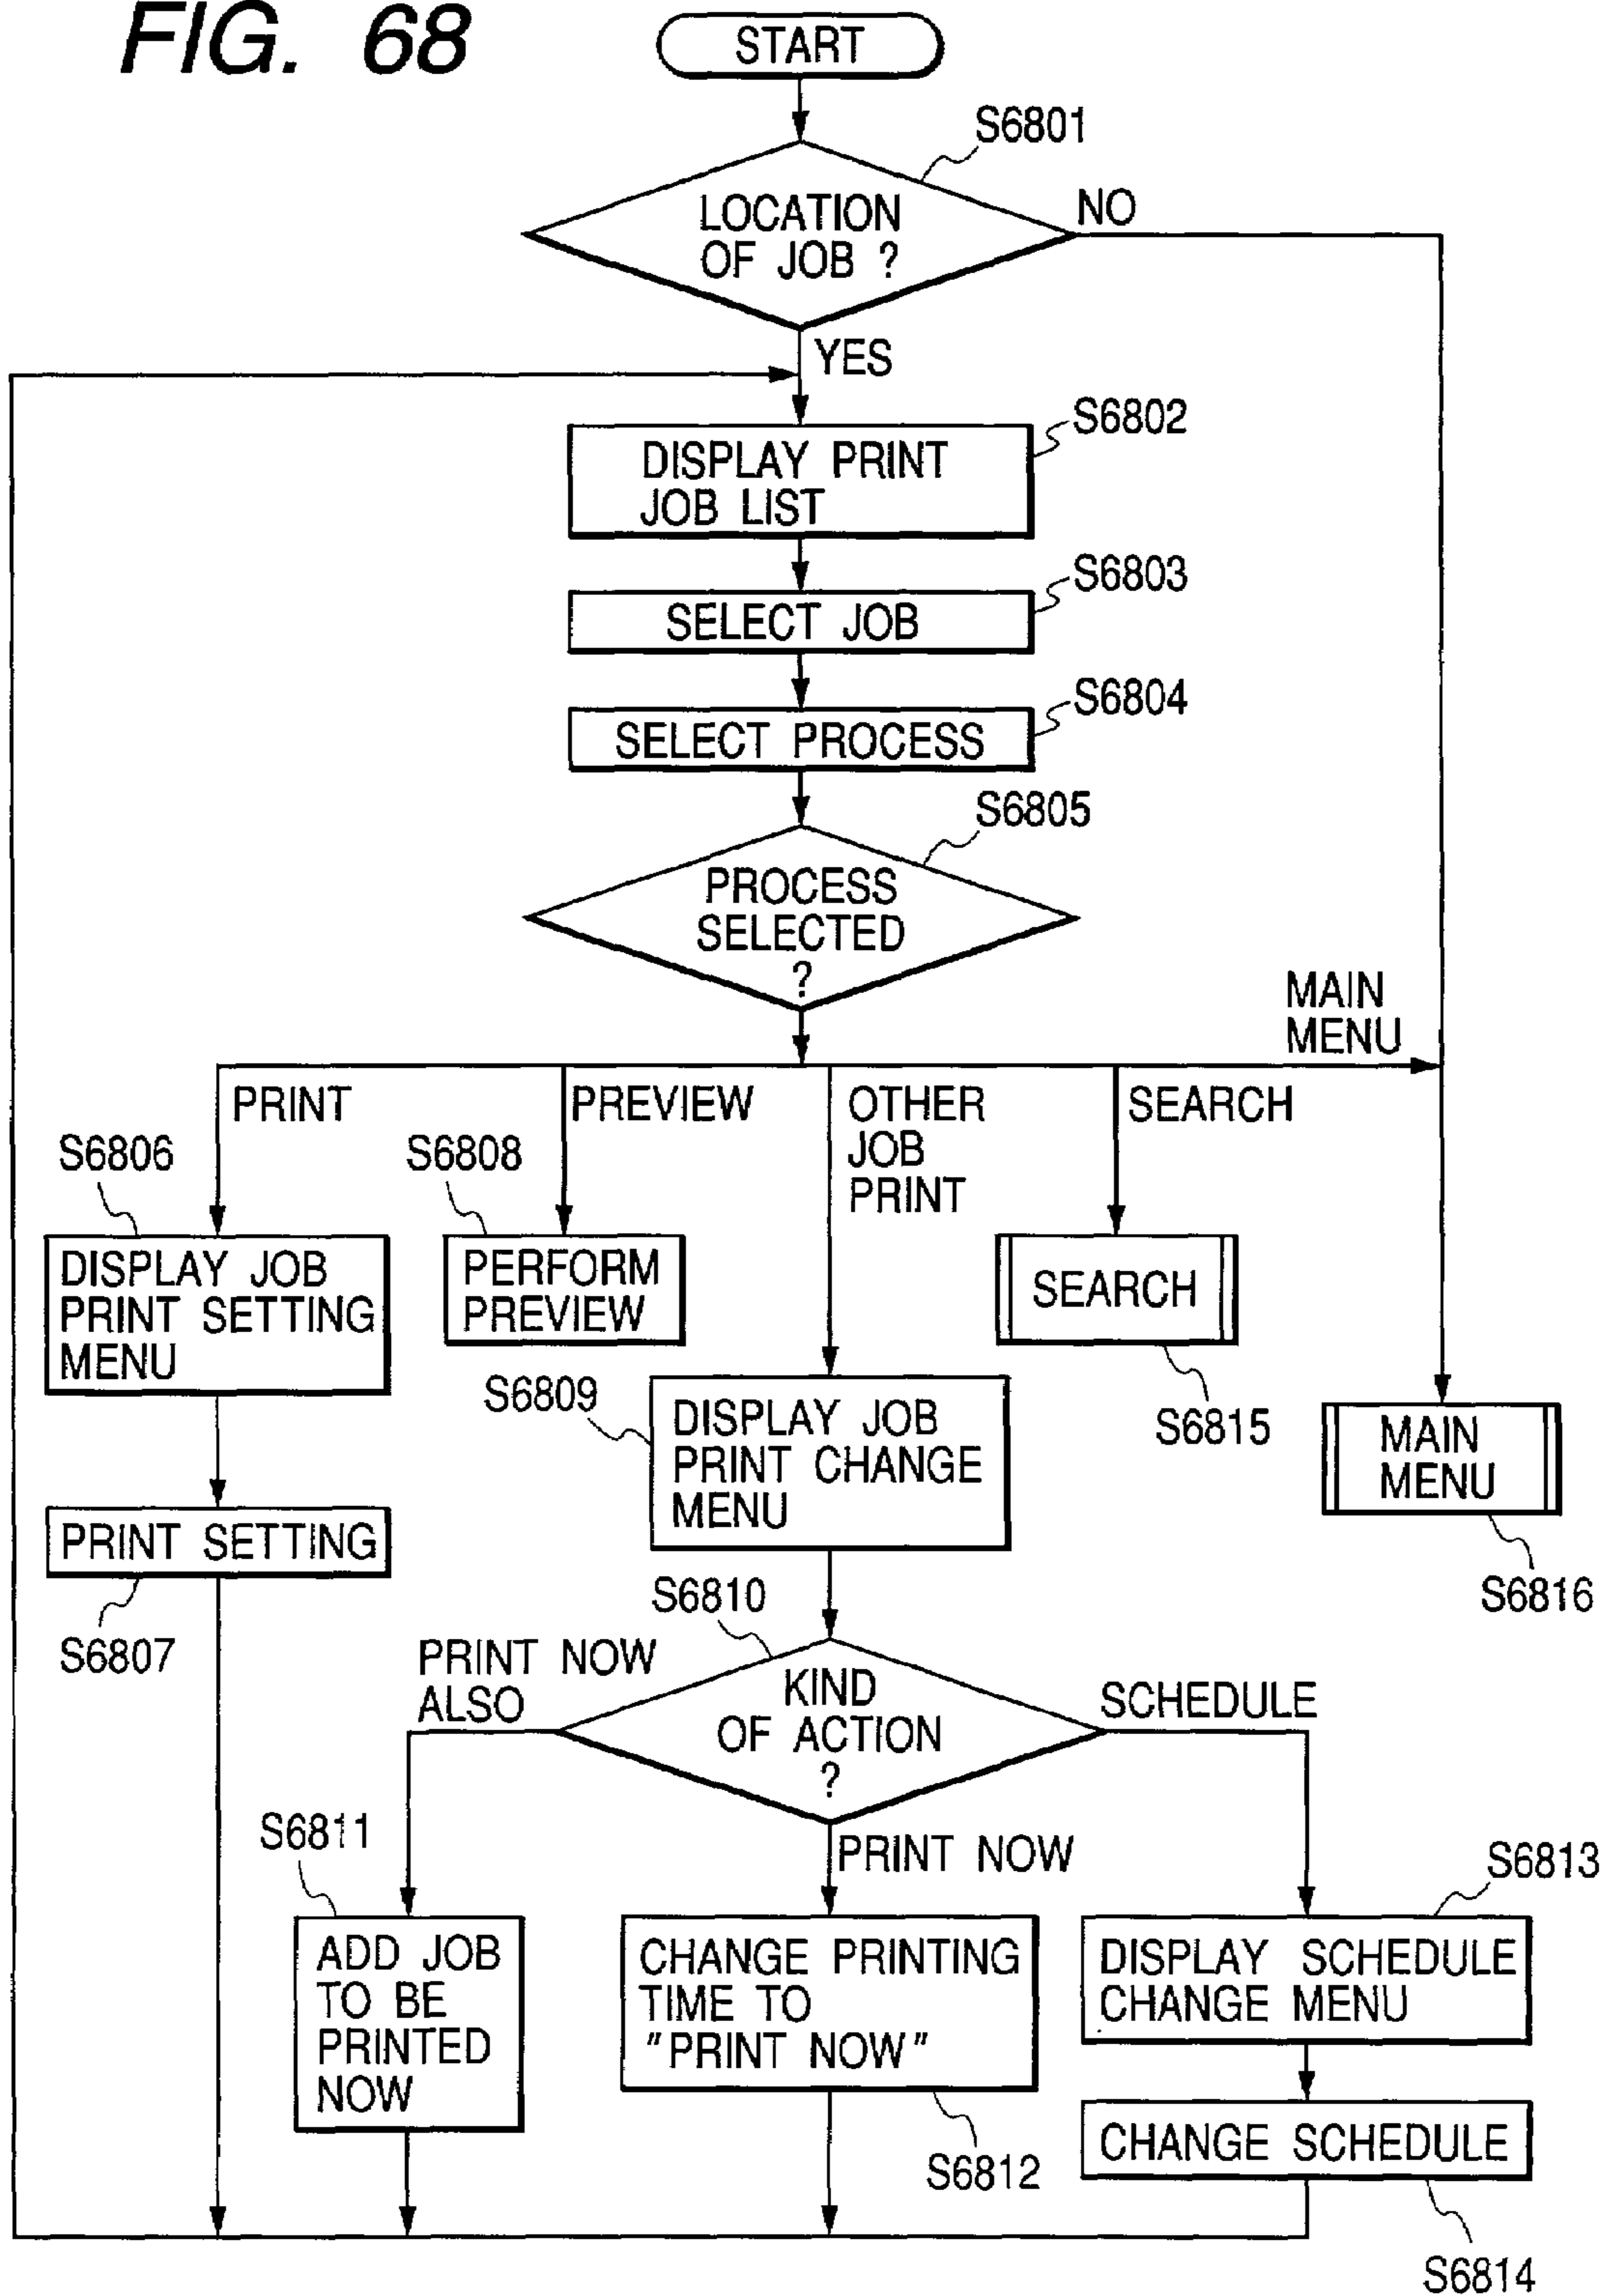 FIG. 68
START
S6801
LOCATION
OF JOB ?
NO
YES
S6802
DISPLAY PRINT
JOB LIST
S6803
SELECT JOB
S6804
SELECT PROCESS
S6805
PROCESS
SELECTED
?
MAIN
MENU
PRINT
PREVIEW
OTHER
JOB
PRINT
SEARCH
S6806
S6808
DISPLAY JOB
PRINT SETTING
MENU
PERFORM
PREVIEW
SEARCH
S6809
S6815
DISPLAY JOB
PRINT CHANGE
MENU
MAIN
MENU
PRINT SETTING
S6816
S6810
S6807
PRINT NOW
ALSO
KIND
OF ACTION
?
SCHEDULE
S6811
PRINT NOW
S6813
ADD JOB
TO BE
PRINTED
NOW
CHANGE PRINTING
TIME TO
"PRINT NOW"
DISPLAY SCHEDULE
CHANGE MENU
S6812
CHANGE SCHEDULE
S6814